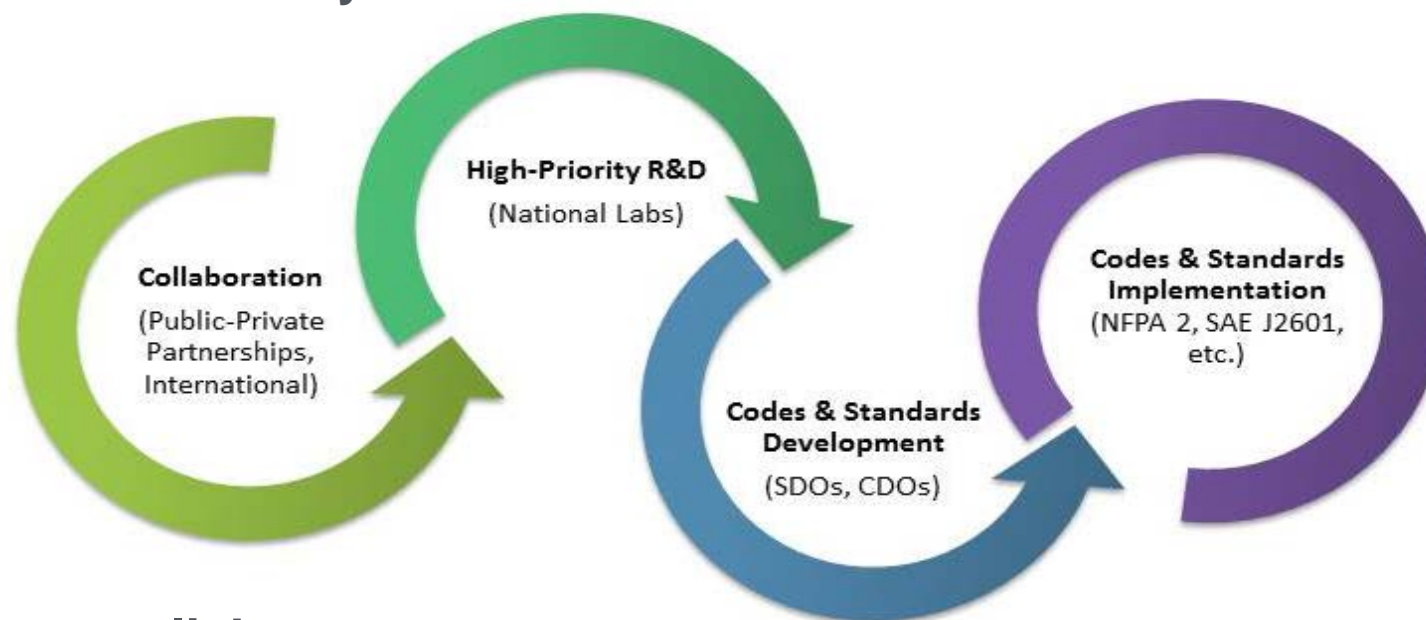 Collaboration
(Public-Private
Partnerships,
International)
High-Priority R&D
(National Labs)
Codes & Standards
Development
(SDOs, CDOs)
Codes & Standards
Implementation
(NFPA 2, SAE J2601,
etc.)